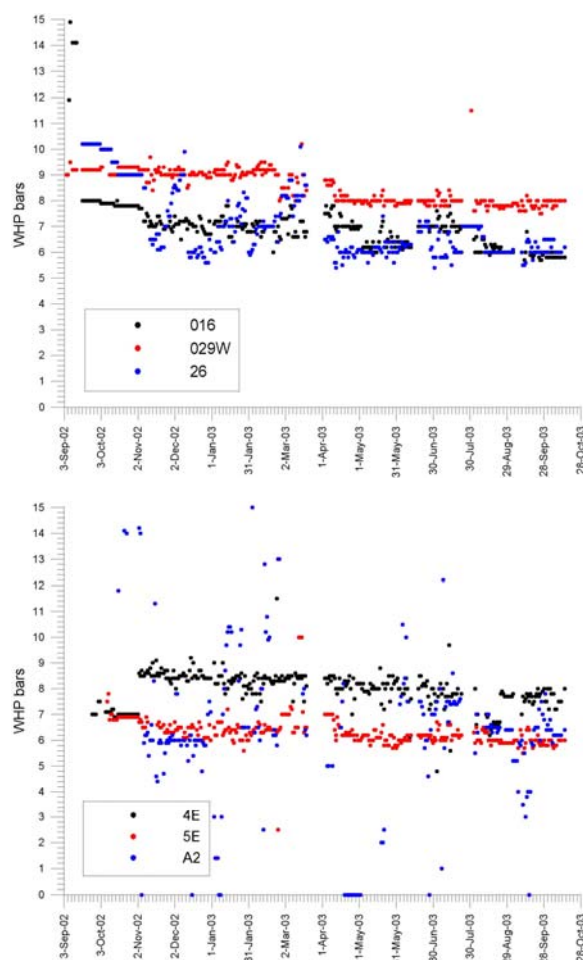 15
14
13
12
11
10
9
8
7
6
5
4
3
2
1
0
WHP bars
016
029W
26
3-Sep-02
3-Oct-02
2-Nov-02
2-Dec-02
1-Jan-03
31-Jan-03
2-Mar-03
1-Apr-03
1-May-03
31-May-03
30-Jun-03
30-Jul-03
29-Aug-03
28-Sep-03
28-Oct-03
15
14
13
12
11
10
9
8
7
6
5
4
3
2
1
0
WHP bars
4E
5E
A2
3-Sep-02
3-Oct-02
2-Nov-02
2-Dec-02
1-Jan-03
31-Jan-03
2-Mar-03
1-Apr-03
1-May-03
31-May-03
30-Jun-03
30-Jul-03
29-Aug-03
28-Sep-03
28-Oct-03